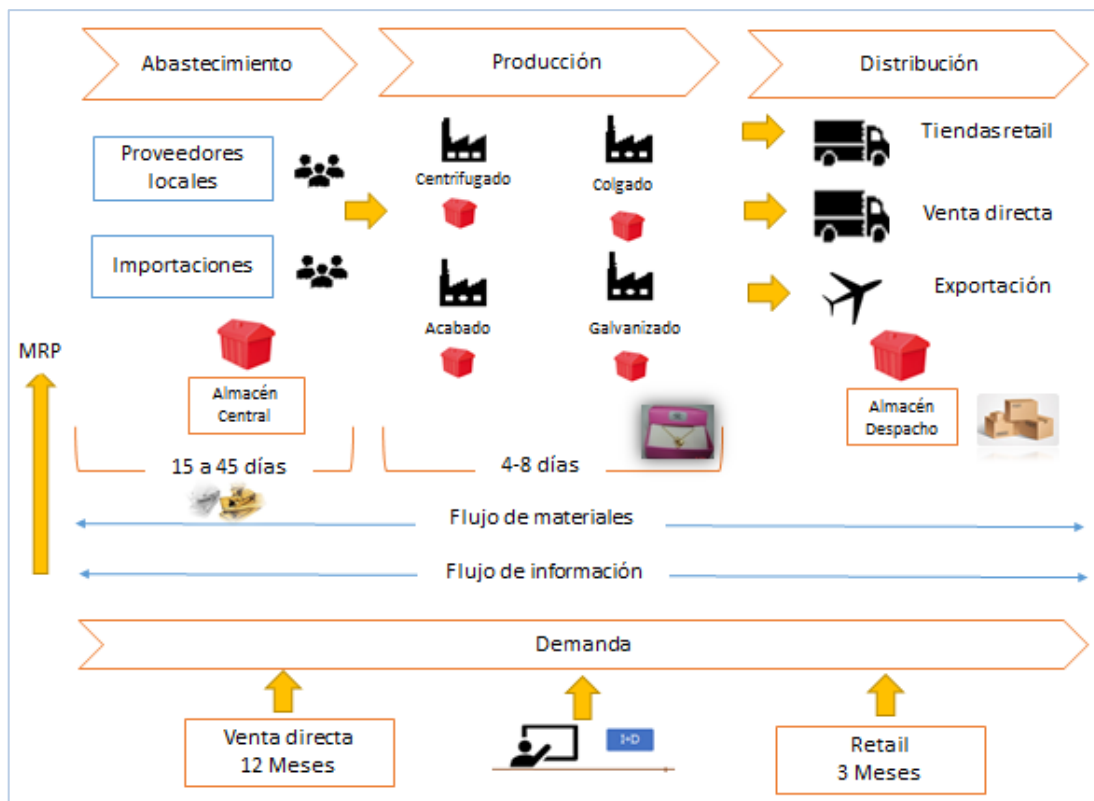 Abastecimiento
Producción
Distribución
Proveedores
locales
Importaciones
Centrifugado
Colgado
Acabado
Galvanizado
Tiendas retail
Venta directa
Exportación
MRP
Almacén
Central
Almacén
Despacho
15 a 45 días
4-8 días
Flujo de materiales
Flujo de información
Demanda
Venta directa
12 Meses
I+D
Retail
3 Meses